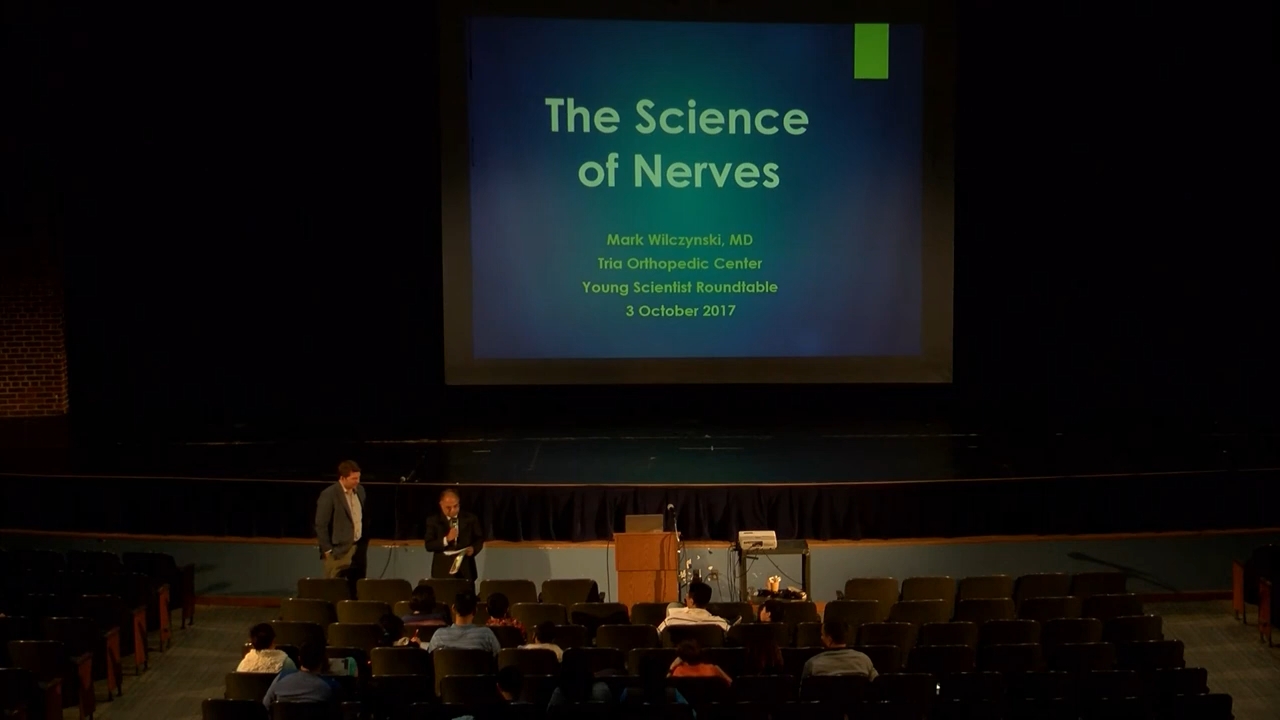 The Science
of Nerves
Mark Wilczynski, MD
Tria Orthopedic Center
Young Scientist Roundtable
3 October 2017